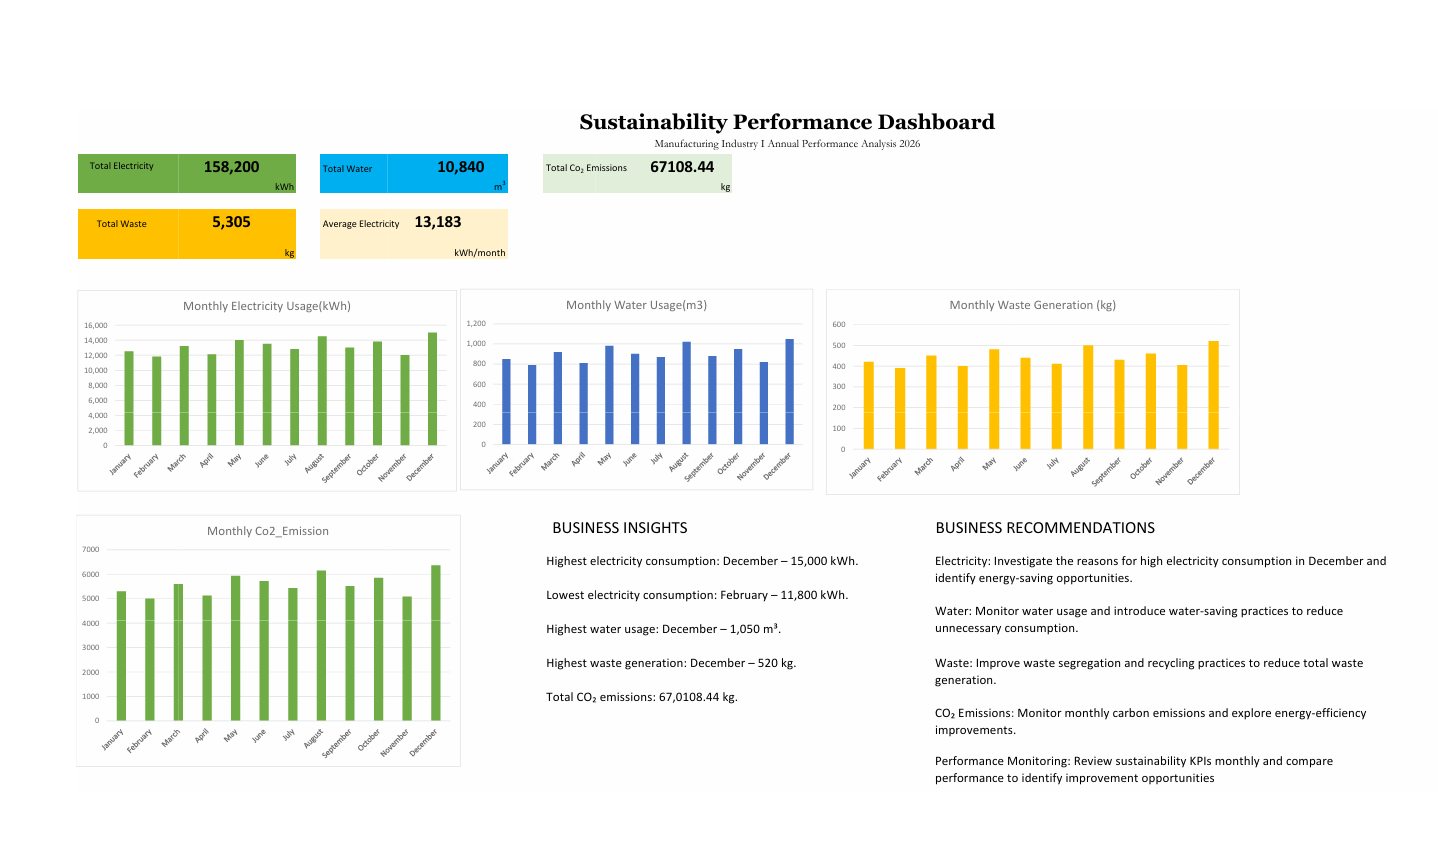 Sustainability Performance Dashboard
Manufacturing Industry I Annual Performance Analysis 2026
Total Electricity 158,200 kWh
Total Water 10,840 m³
Total Co₂ Emissions 67108.44 kg
Total Waste 5,305 kg
Average Electricity 13,183 kWh/month
Monthly Electricity Usage(kWh)
16,000
14,000
12,000
10,000
8,000
6,000
4,000
2,000
0
January February March April May June July August September October November December
Monthly Water Usage(m3)
1,200
1,000
800
600
400
200
0
January February March April May June July August September October November December
Monthly Waste Generation (kg)
600
500
400
300
200
100
0
January February March April May June July August September October November December
Monthly Co2_Emission
7000
6000
5000
4000
3000
2000
1000
0
January February March April May June July August September October November December
BUSINESS INSIGHTS
Highest electricity consumption: December – 15,000 kWh.
Lowest electricity consumption: February – 11,800 kWh.
Highest water usage: December – 1,050 m³.
Highest waste generation: December – 520 kg.
Total CO₂ emissions: 67,0108.44 kg.
BUSINESS RECOMMENDATIONS
Electricity: Investigate the reasons for high electricity consumption in December and
identify energy-saving opportunities.
Water: Monitor water usage and introduce water-saving practices to reduce
unnecessary consumption.
Waste: Improve waste segregation and recycling practices to reduce total waste
generation.
CO₂ Emissions: Monitor monthly carbon emissions and explore energy-efficiency
improvements.
Performance Monitoring: Review sustainability KPIs monthly and compare
performance to identify improvement opportunities